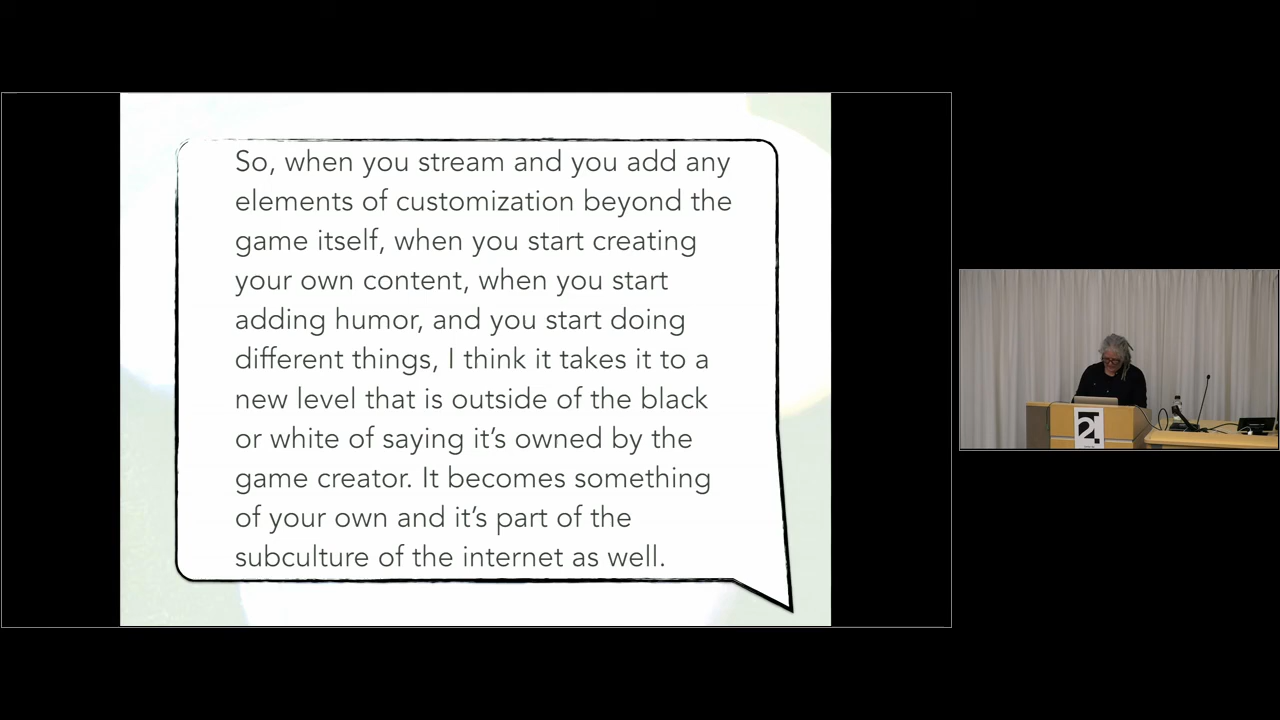 So, when you stream and you add any
elements of customization beyond the
game itself, when you start creating
your own content, when you start
adding humor, and you start doing
different things, I think it takes it to a
new level that is outside of the black
or white of saying it’s owned by the
game creator. It becomes something
of your own and it’s part of the
subculture of the internet as well.
2.